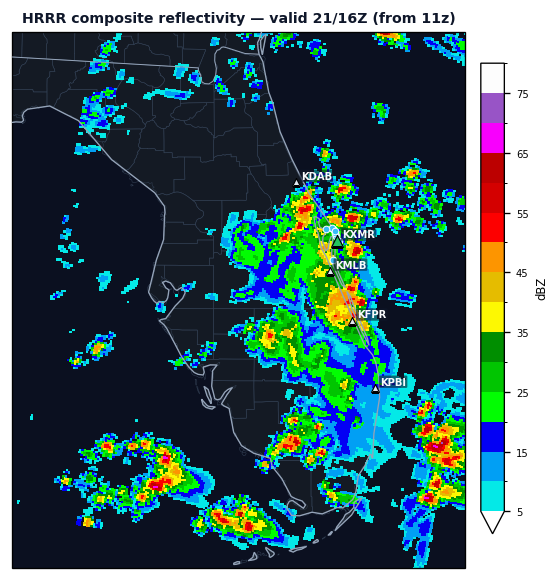 HRRR composite reflectivity — valid 21/16Z (from 11z)
KDAB
KXMR
KMLB
KFPR
KPBI
75
65
55
45
35
25
15
5
dBZ